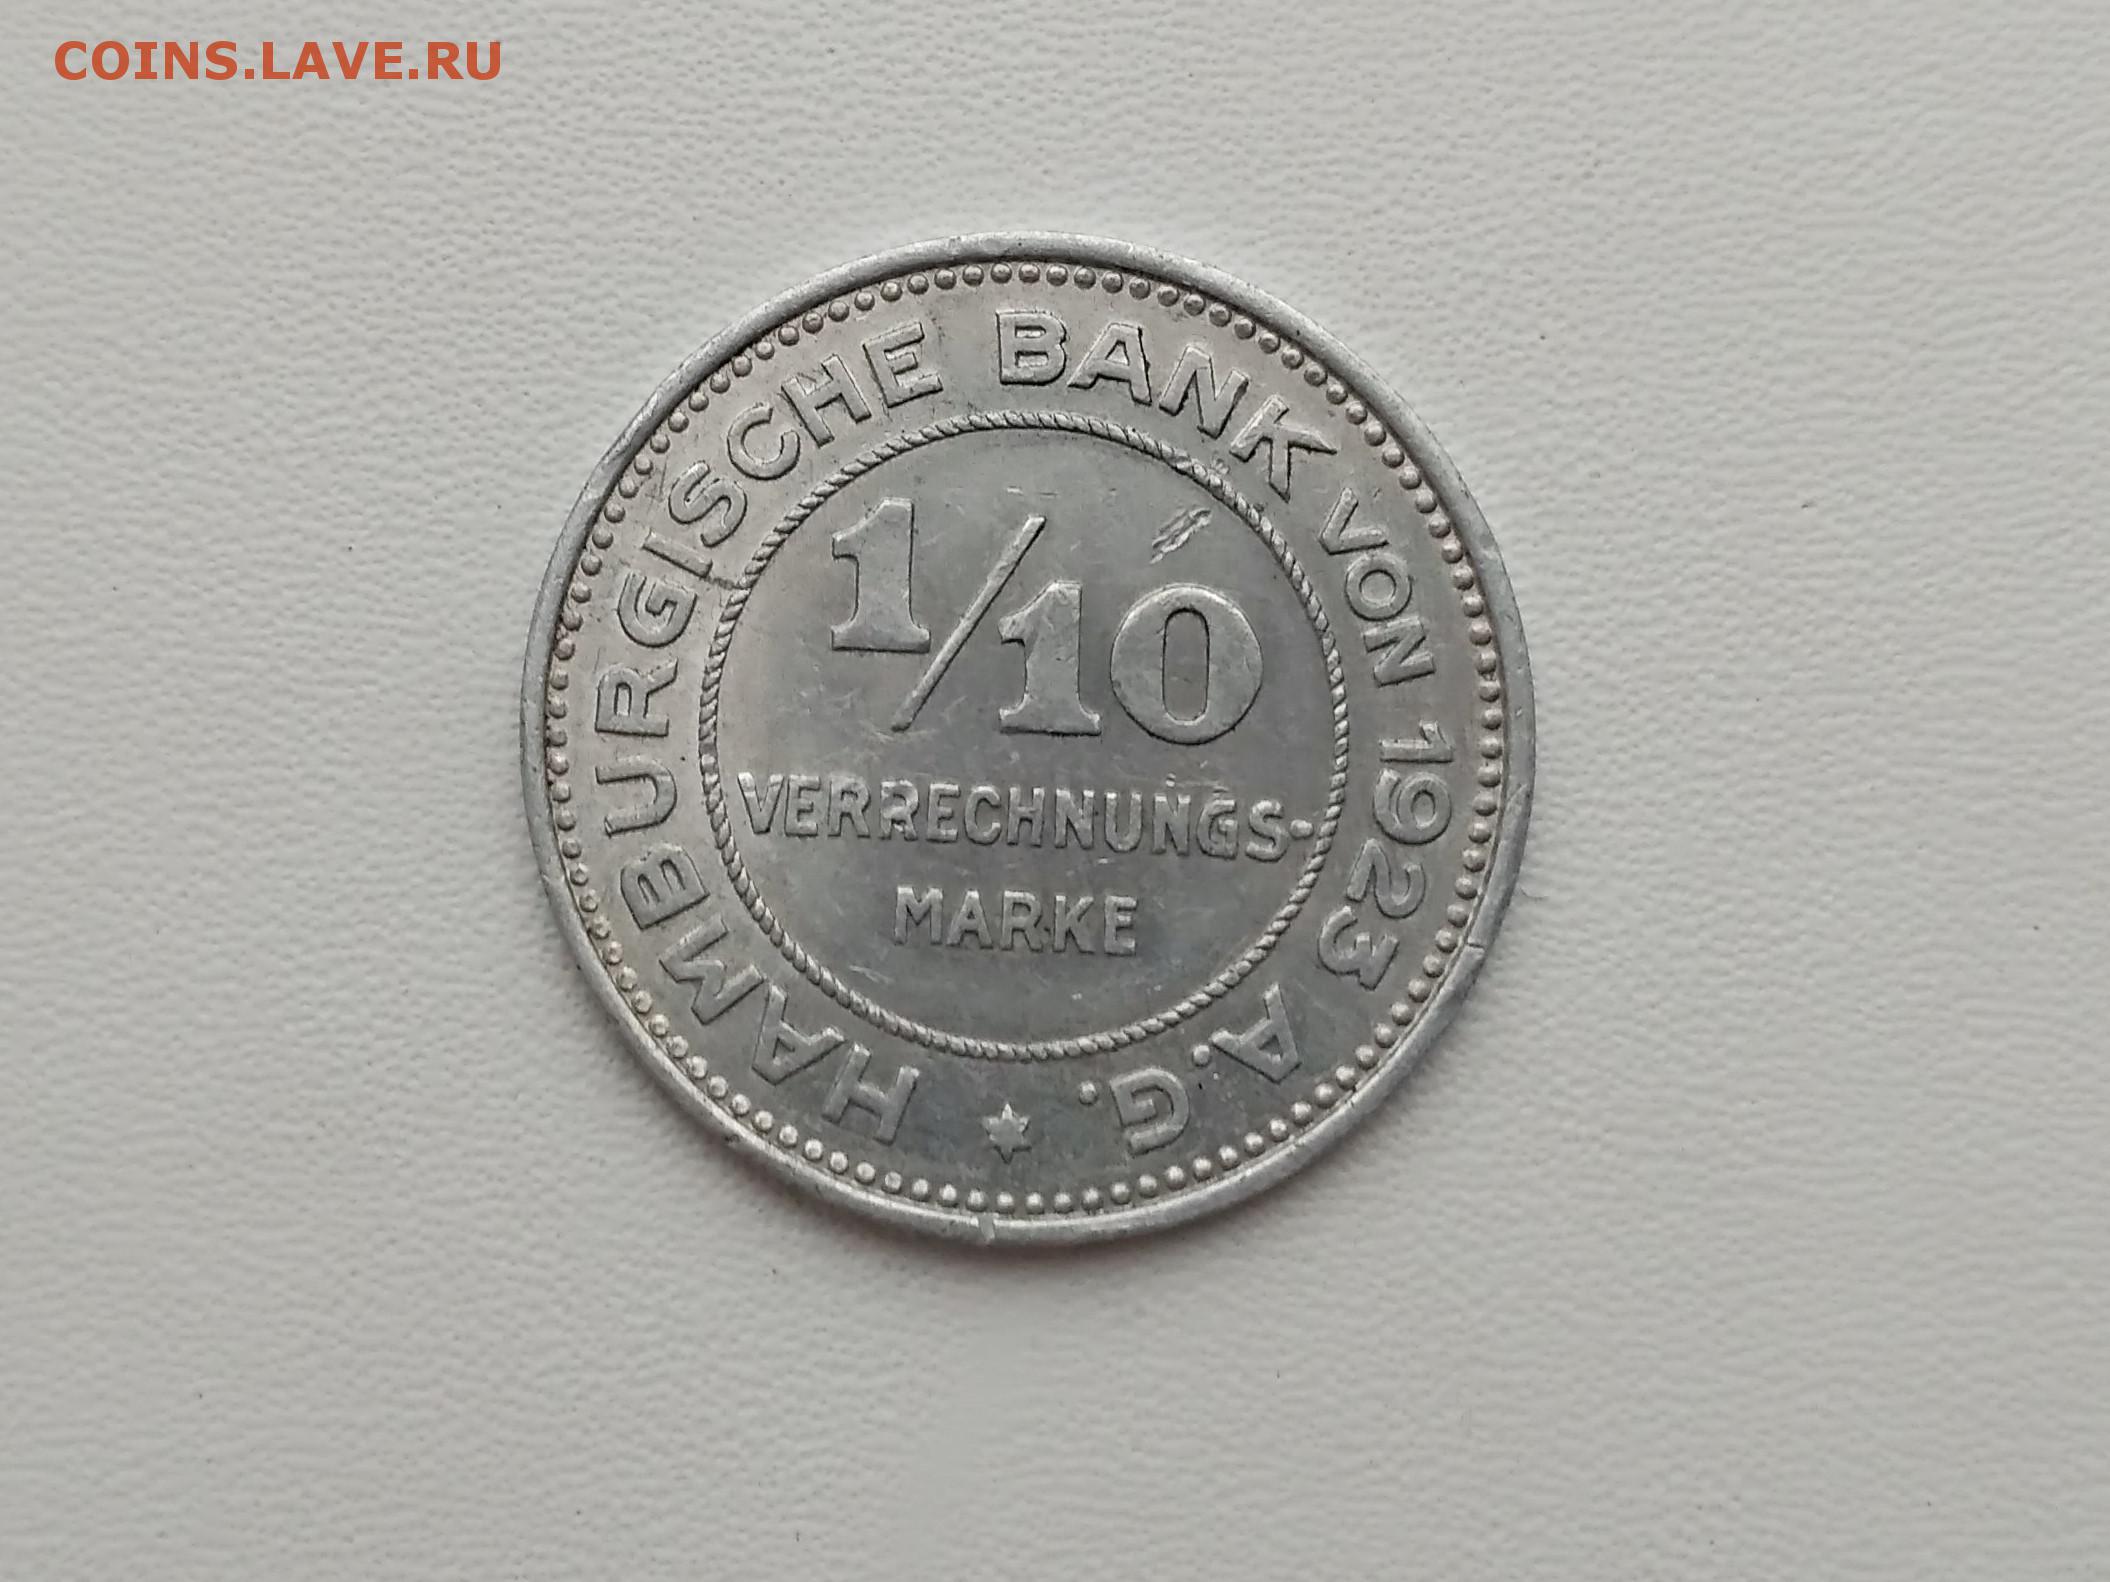 COINS.LAVE.RU
HAMBURGISCHE BANK VON 1923 A.G.
1/10
VERRECHNUNGS-
MARKE